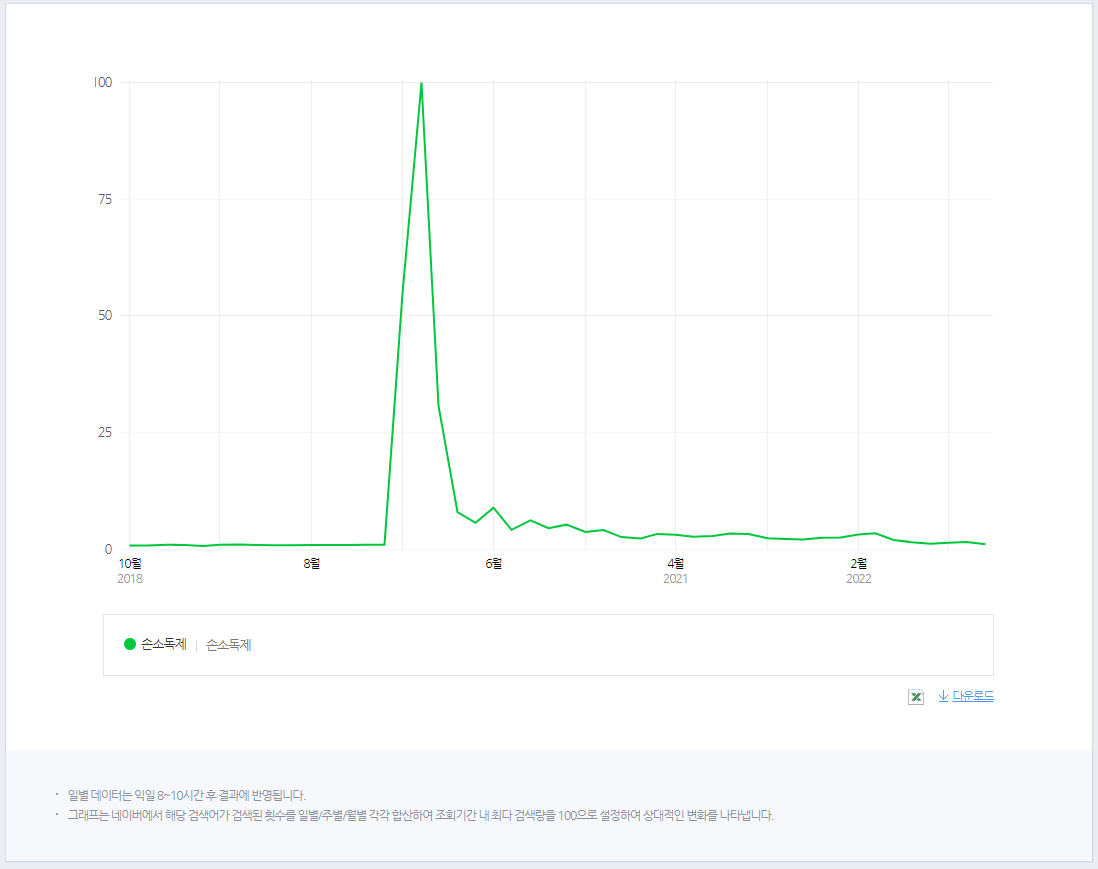 100
75
50
25
0
10월 8월 6월 4월 2월
2018 2021 2022
손소독제 | 손소독제
다운로드
· 일별 데이터는 익일 8~10시간 후 결과에 반영됩니다.
· 그래프는 네이버에서 해당 검색어가 검색된 횟수를 일별/주별/월별 각각 합산하여 조회기간 내 최다 검색량을 100으로 설정하여 상대적인 변화를 나타냅니다.